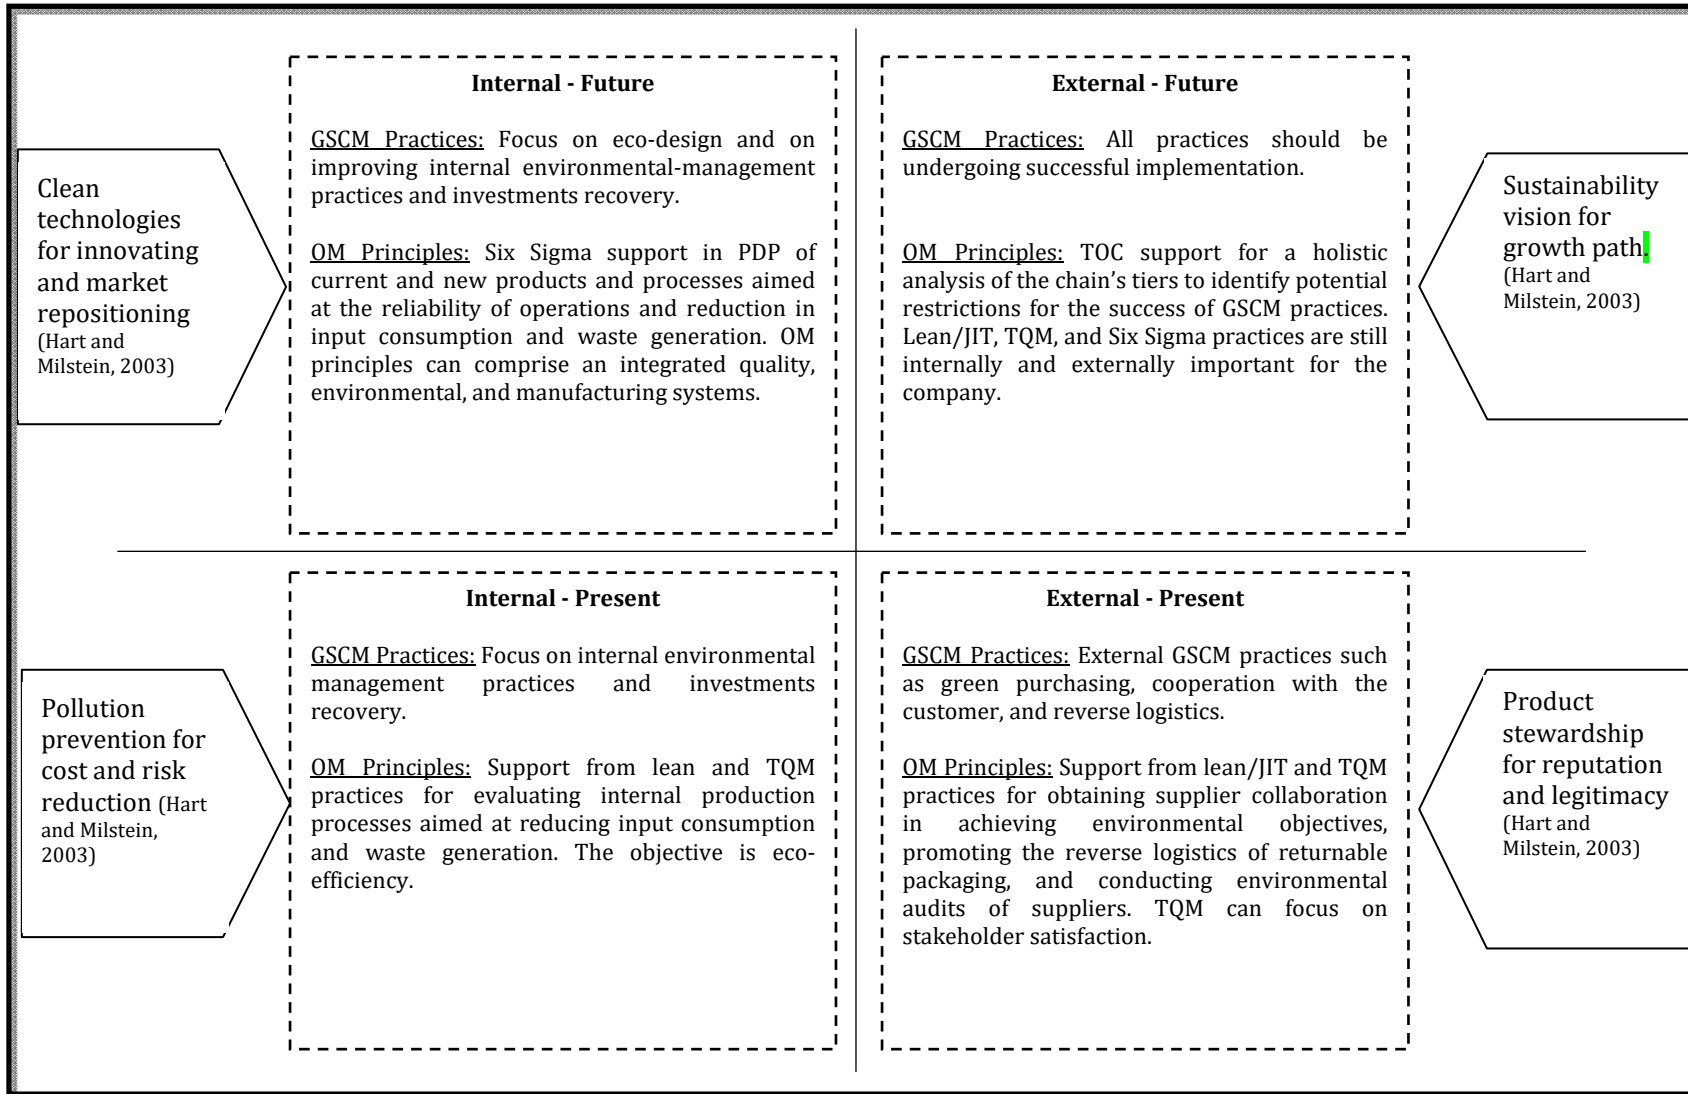 Clean
technologies
for innovating
and market
repositioning
(Hart and
Milstein, 2003)
Internal - Future
GSCM Practices: Focus on eco-design and on
improving internal environmental-management
practices and investments recovery.
OM Principles: Six Sigma support in PDP of
current and new products and processes aimed
at the reliability of operations and reduction in
input consumption and waste generation. OM
principles can comprise an integrated quality,
environmental, and manufacturing systems.
External - Future
GSCM Practices: All practices should be
undergoing successful implementation.
OM Principles: TOC support for a holistic
analysis of the chain’s tiers to identify potential
restrictions for the success of GSCM practices.
Lean/JIT, TQM, and Six Sigma practices are still
internally and externally important for the
company.
Sustainability
vision for
growth path.
(Hart and
Milstein, 2003)
Pollution
prevention for
cost and risk
reduction (Hart
and Milstein,
2003)
Internal - Present
GSCM Practices: Focus on internal environmental
management practices and investments
recovery.
OM Principles: Support from lean and TQM
practices for evaluating internal production
processes aimed at reducing input consumption
and waste generation. The objective is eco-
efficiency.
External - Present
GSCM Practices: External GSCM practices such
as green purchasing, cooperation with the
customer, and reverse logistics.
OM Principles: Support from lean/JIT and TQM
practices for obtaining supplier collaboration
in achieving environmental objectives,
promoting the reverse logistics of returnable
packaging, and conducting environmental
audits of suppliers. TQM can focus on
stakeholder satisfaction.
Product
stewardship
for reputation
and legitimacy
(Hart and
Milstein, 2003)